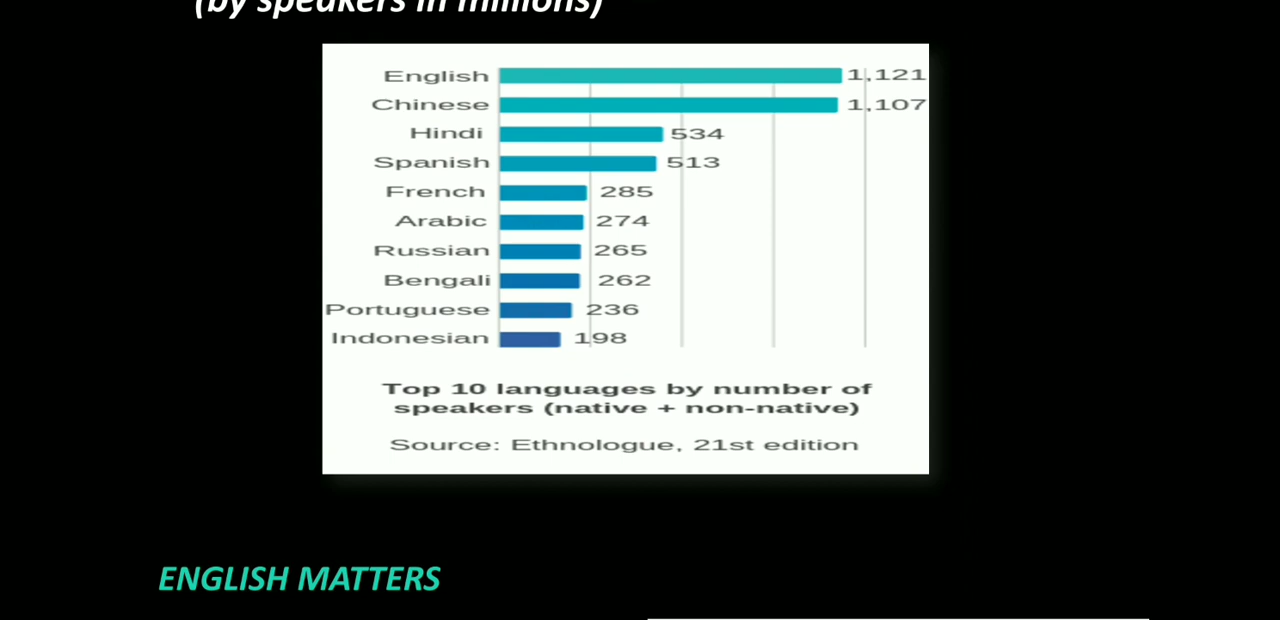 (by speakers in millions)
English 1,121
Chinese 1,107
Hindi 534
Spanish 513
French 285
Arabic 274
Russian 265
Bengali 262
Portuguese 236
Indonesian 198
Top 10 languages by number of
speakers (native + non-native)
Source: Ethnologue, 21st edition
ENGLISH MATTERS